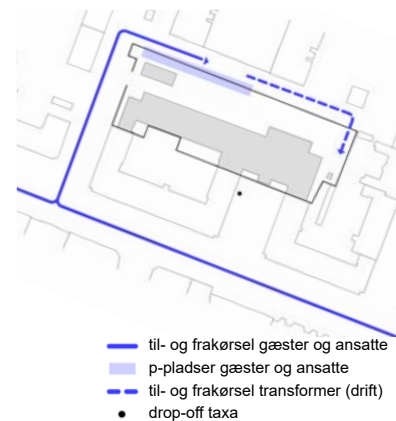 til- og frakørsel gæster og ansatte
p-pladser gæster og ansatte
til- og frakørsel transformer (drift)
drop-off taxa